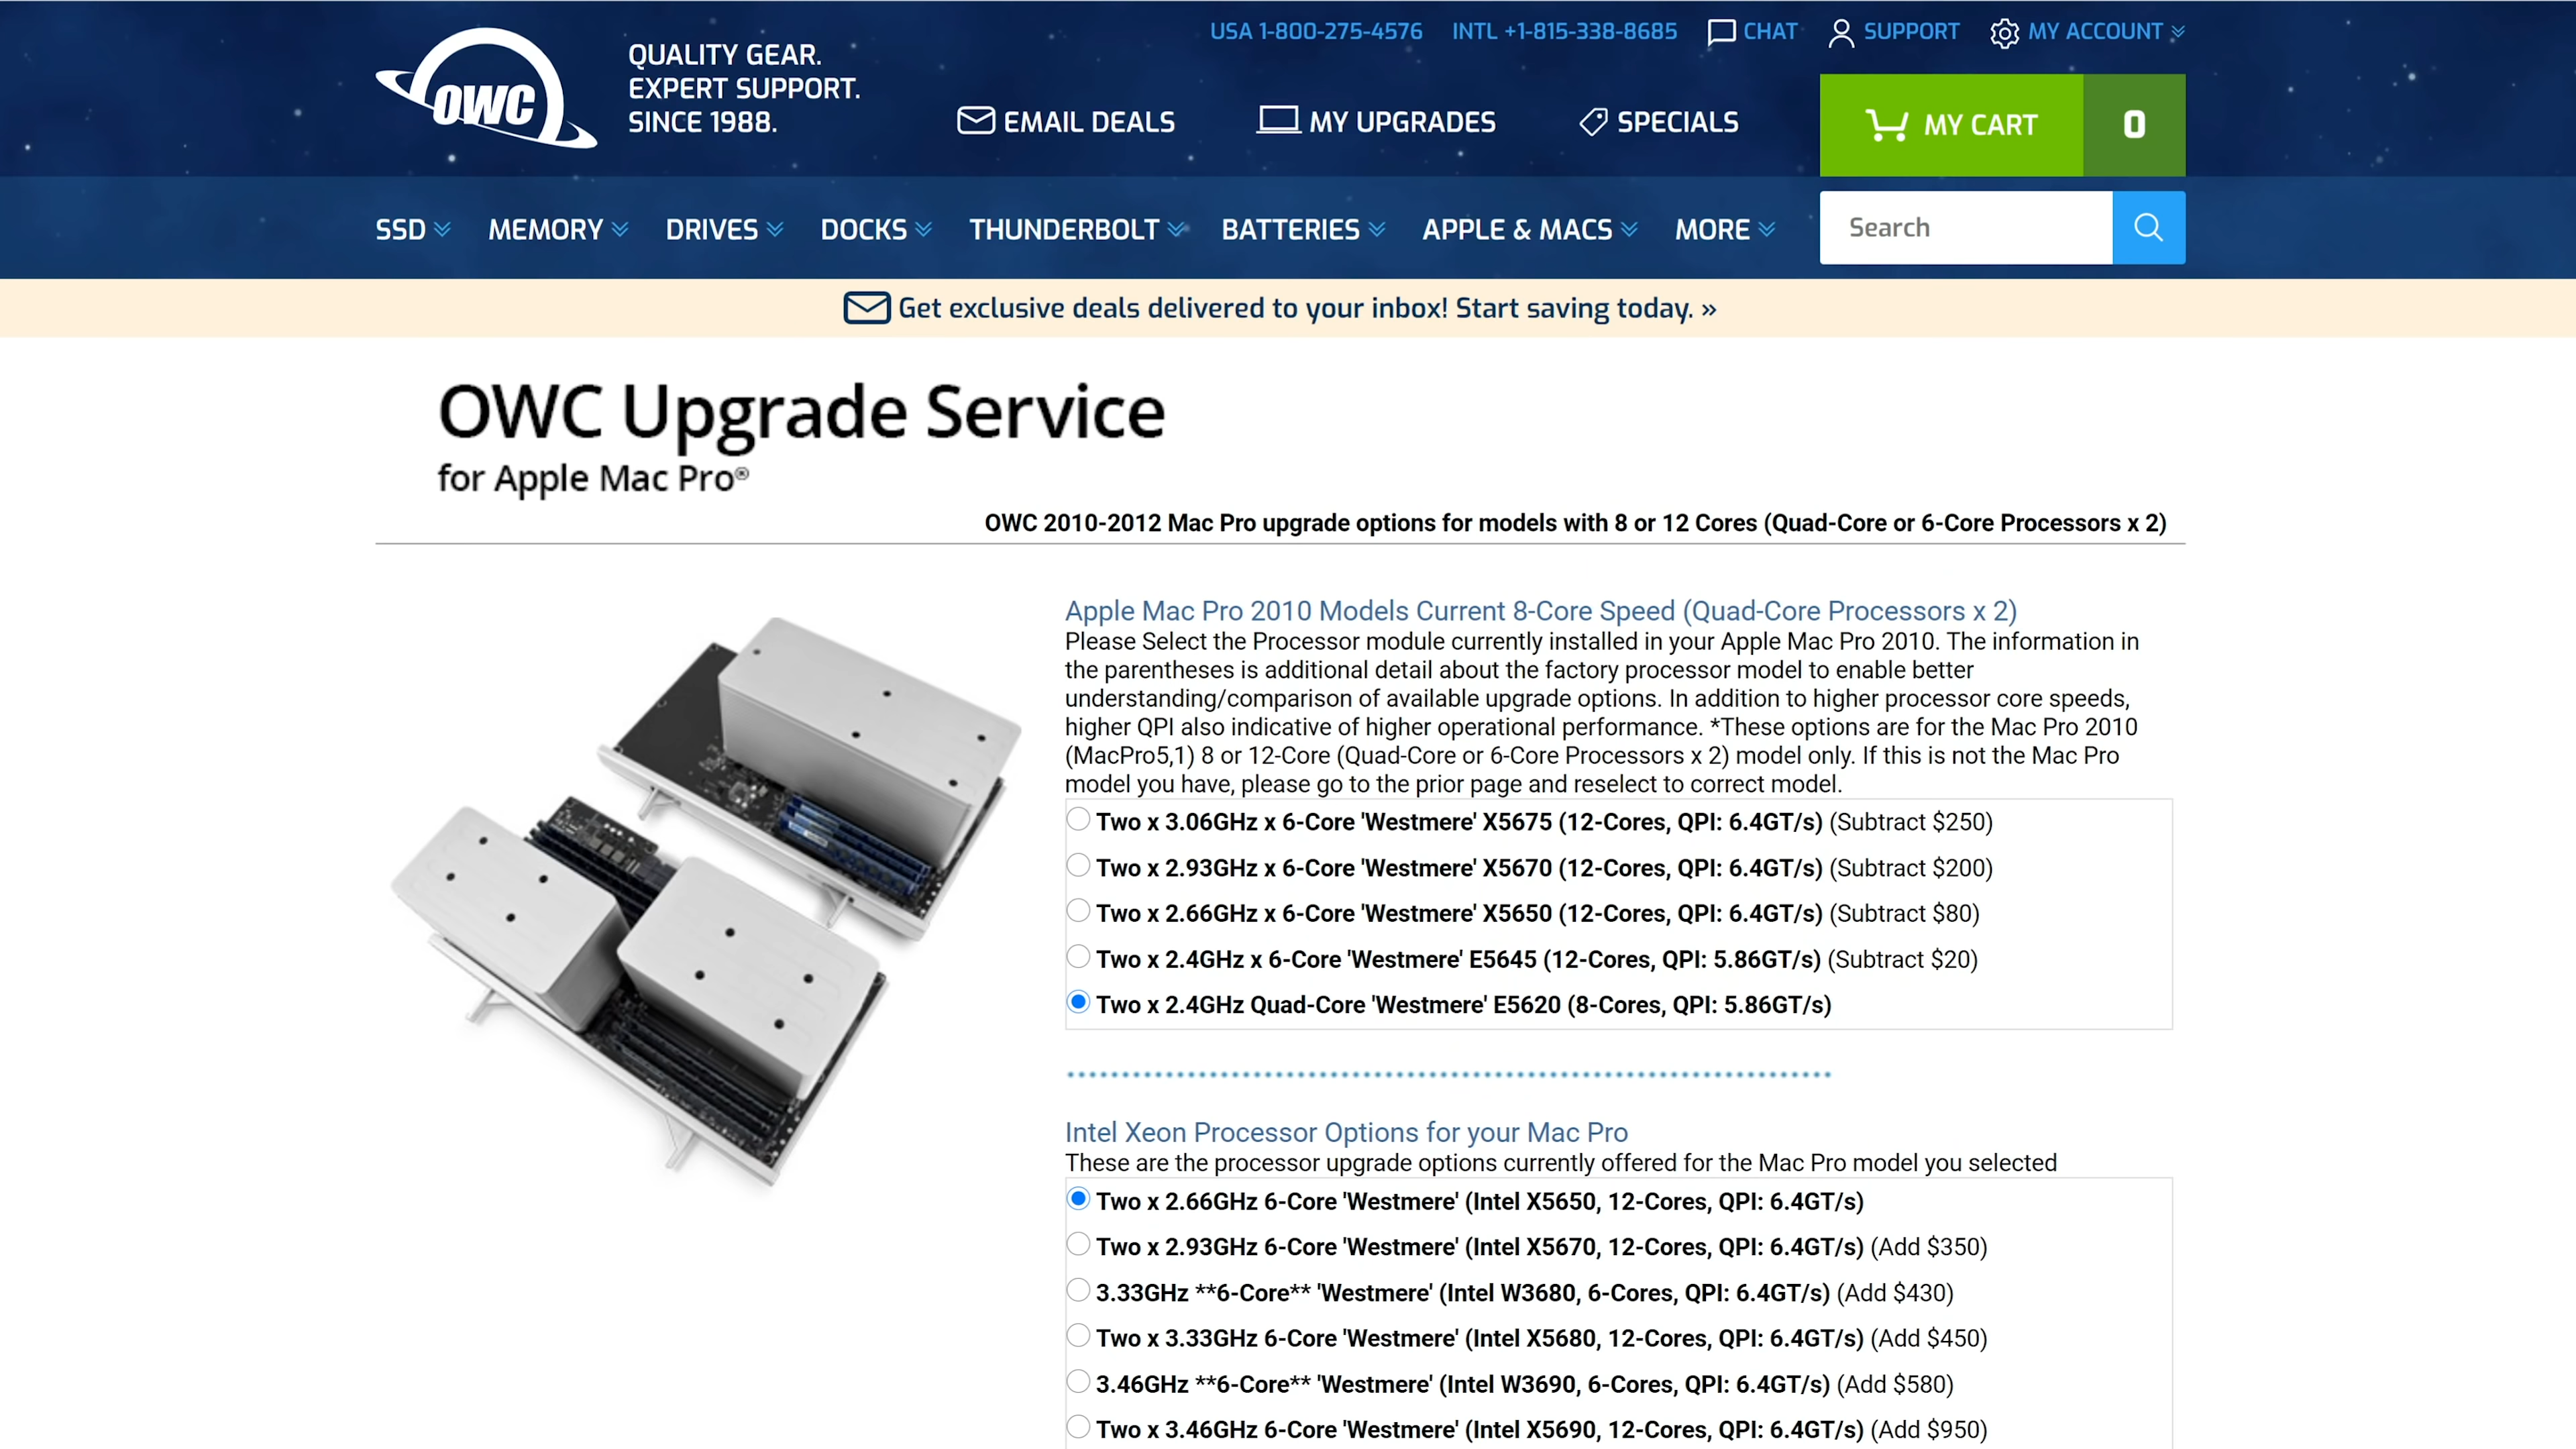 USA 1-800-275-4576 INTL +1-815-338-8685 CHAT SUPPORT MY ACCOUNT
OWC
QUALITY GEAR.
EXPERT SUPPORT.
SINCE 1988.
EMAIL DEALS MY UPGRADES SPECIALS MY CART 0
SSD MEMORY DRIVES DOCKS THUNDERBOLT BATTERIES APPLE & MACS MORE Search
Get exclusive deals delivered to your inbox! Start saving today. »
OWC Upgrade Service
for Apple Mac Pro®
OWC 2010-2012 Mac Pro upgrade options for models with 8 or 12 Cores (Quad-Core or 6-Core Processors x 2)
Apple Mac Pro 2010 Models Current 8-Core Speed (Quad-Core Processors x 2)
Please Select the Processor module currently installed in your Apple Mac Pro 2010. The information in
the parentheses is additional detail about the factory processor model to enable better
understanding/comparison of available upgrade options. In addition to higher processor core speeds,
higher QPI also indicative of higher operational performance. *These options are for the Mac Pro 2010
(MacPro5,1) 8 or 12-Core (Quad-Core or 6-Core Processors x 2) model only. If this is not the Mac Pro
model you have, please go to the prior page and reselect to correct model.
Two x 3.06GHz x 6-Core 'Westmere' X5675 (12-Cores, QPI: 6.4GT/s) (Subtract $250)
Two x 2.93GHz x 6-Core 'Westmere' X5670 (12-Cores, QPI: 6.4GT/s) (Subtract $200)
Two x 2.66GHz x 6-Core 'Westmere' X5650 (12-Cores, QPI: 6.4GT/s) (Subtract $80)
Two x 2.4GHz x 6-Core 'Westmere' E5645 (12-Cores, QPI: 5.86GT/s) (Subtract $20)
Two x 2.4GHz Quad-Core 'Westmere' E5620 (8-Cores, QPI: 5.86GT/s)
Intel Xeon Processor Options for your Mac Pro
These are the processor upgrade options currently offered for the Mac Pro model you selected
Two x 2.66GHz 6-Core 'Westmere' (Intel X5650, 12-Cores, QPI: 6.4GT/s)
Two x 2.93GHz 6-Core 'Westmere' (Intel X5670, 12-Cores, QPI: 6.4GT/s) (Add $350)
3.33GHz **6-Core** 'Westmere' (Intel W3680, 6-Cores, QPI: 6.4GT/s) (Add $430)
Two x 3.33GHz 6-Core 'Westmere' (Intel X5680, 12-Cores, QPI: 6.4GT/s) (Add $450)
3.46GHz **6-Core** 'Westmere' (Intel W3690, 6-Cores, QPI: 6.4GT/s) (Add $580)
Two x 3.46GHz 6-Core 'Westmere' (Intel X5690, 12-Cores, QPI: 6.4GT/s) (Add $950)